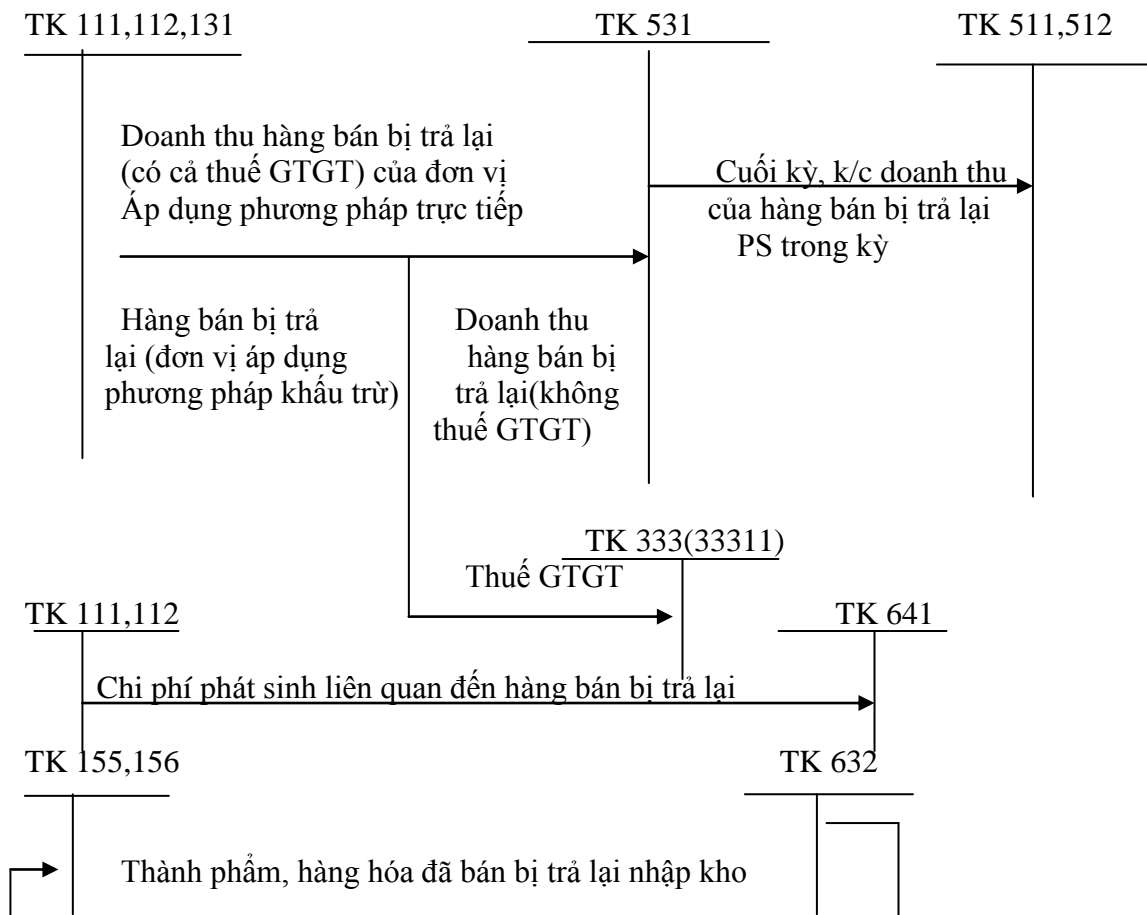 TK 111,112,131
TK 531
TK 511,512
Doanh thu hàng bán bị trả lại
(có cả thuế GTGT) của đơn vị
Áp dụng phương pháp trực tiếp
Cuối kỳ, k/c doanh thu
của hàng bán bị trả lại
PS trong kỳ
Hàng bán bị trả
lại (đơn vị áp dụng
phương pháp khấu trừ)
Doanh thu
hàng bán bị
trả lại(không
thuế GTGT)
TK 333(33311)
Thuế GTGT
TK 111,112
TK 641
Chi phí phát sinh liên quan đến hàng bán bị trả lại
TK 155,156
TK 632
Thành phẩm, hàng hóa đã bán bị trả lại nhập kho